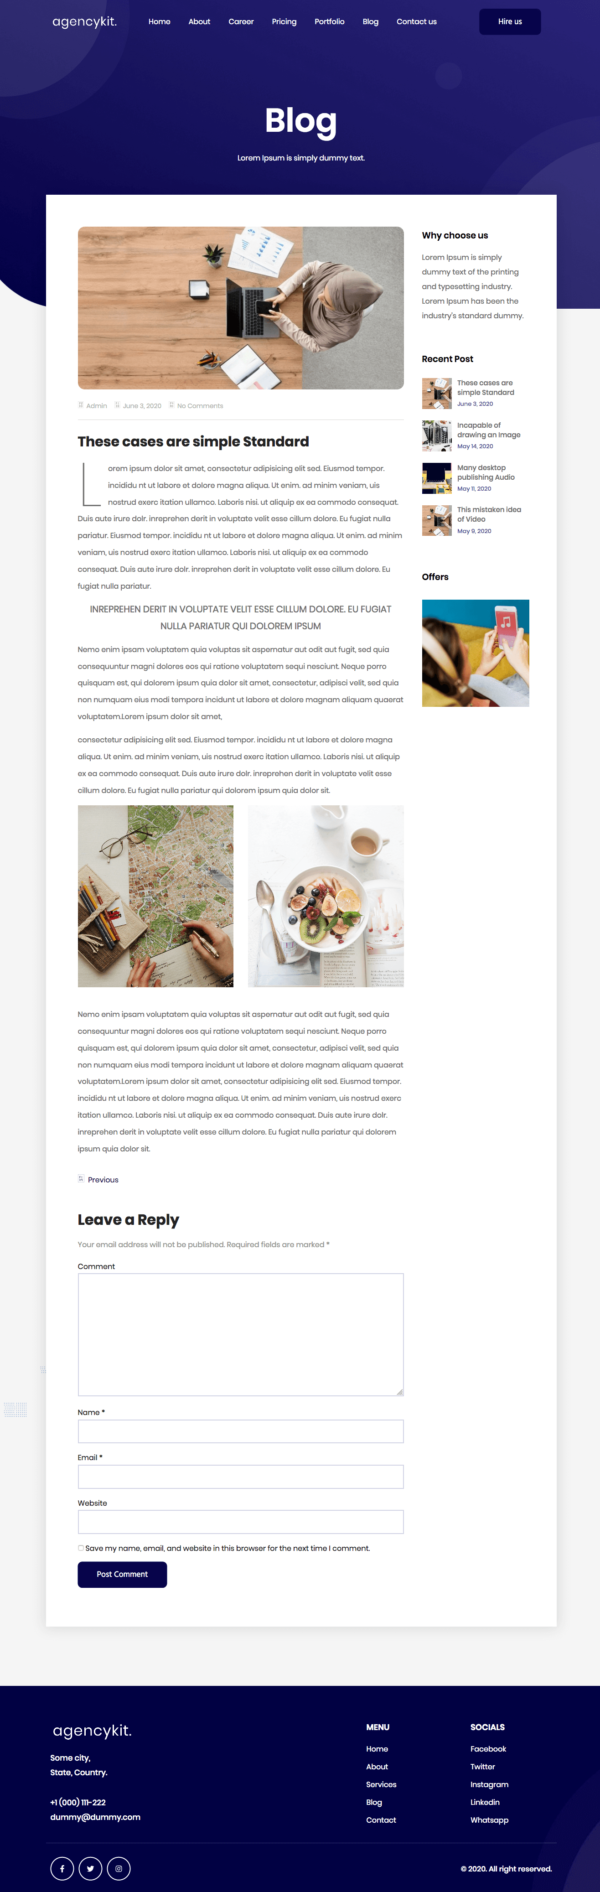 agencykit.
Home About Career Pricing Portfolio Blog Contact us
Hire us
Blog
Lorem Ipsum is simply dummy text.
Admin June 3, 2020 No Comments
These cases are simple Standard
Lorem ipsum dolor sit amet, consectetur adipisicing elit sed. Eiusmod tempor.
incididu nt ut labore et dolore magna aliqua. Ut enim. ad minim veniam, uis
nostrud exerc itation ullamco. Laboris nisi. ut aliquip ex ea commodo consequat.
Duis aute irure dolr. inreprehen derit in voluptate velit esse cillum dolore. Eu fugiat nulla
pariatur. Eiusmod tempor. incididu nt ut labore et dolore magna aliqua. Ut enim. ad minim
veniam, uis nostrud exerc itation ullamco. Laboris nisi. ut aliquip ex ea commodo
consequat. Duis aute irure dolr. inreprehen derit in voluptate velit esse cillum dolore. Eu
fugiat nulla pariatur.
INREPREHEN DERIT IN VOLUPTATE VELIT ESSE CILLUM DOLORE. EU FUGIAT
NULLA PARIATUR QUI DOLOREM IPSUM
Nemo enim ipsam voluptatem quia voluptas sit aspernatur aut odit aut fugit, sed quia
consequuntur magni dolores eos qui ratione voluptatem sequi nesciunt. Neque porro
quisquam est, qui dolorem ipsum quia dolor sit amet, consectetur, adipisci velit, sed quia
non numquam eius modi tempora incidunt ut labore et dolore magnam aliquam quaerat
voluptatem.Lorem ipsum dolor sit amet,
consectetur adipisicing elit sed. Eiusmod tempor. incididu nt ut labore et dolore magna
aliqua. Ut enim. ad minim veniam, uis nostrud exerc itation ullamco. Laboris nisi. ut aliquip
ex ea commodo consequat. Duis aute irure dolr. inreprehen derit in voluptate velit esse
cillum dolore. Eu fugiat nulla pariatur qui dolorem ipsum quia dolor sit.
Nemo enim ipsam voluptatem quia voluptas sit aspernatur aut odit aut fugit, sed quia
consequuntur magni dolores eos qui ratione voluptatem sequi nesciunt. Neque porro
quisquam est, qui dolorem ipsum quia dolor sit amet, consectetur, adipisci velit, sed quia
non numquam eius modi tempora incidunt ut labore et dolore magnam aliquam quaerat
voluptatem.Lorem ipsum dolor sit amet, consectetur adipisicing elit sed. Eiusmod tempor.
incididu nt ut labore et dolore magna aliqua. Ut enim. ad minim veniam, uis nostrud exerc
itation ullamco. Laboris nisi. ut aliquip ex ea commodo consequat. Duis aute irure dolr.
inreprehen derit in voluptate velit esse cillum dolore. Eu fugiat nulla pariatur qui dolorem
ipsum quia dolor sit.
Previous
Leave a Reply
Your email address will not be published. Required fields are marked *
Comment
Name *
Email *
Website
Save my name, email, and website in this browser for the next time I comment.
Post Comment
Why choose us
Lorem Ipsum is simply
dummy text of the printing
and typesetting industry.
Lorem Ipsum has been the
industry's standard dummy.
Recent Post
These cases are
simple Standard
June 3, 2020
Incapable of
drawing an Image
May 14, 2020
Many desktop
publishing Audio
May 11, 2020
This mistaken idea
of Video
May 9, 2020
Offers
agencykit.
Some city,
State, Country.
+1 (000) 111-222
dummy@dummy.com
MENU
Home
About
Services
Blog
Contact
SOCIALS
Facebook
Twitter
Instagram
Linkedin
Whatsapp
© 2020. All right reserved.